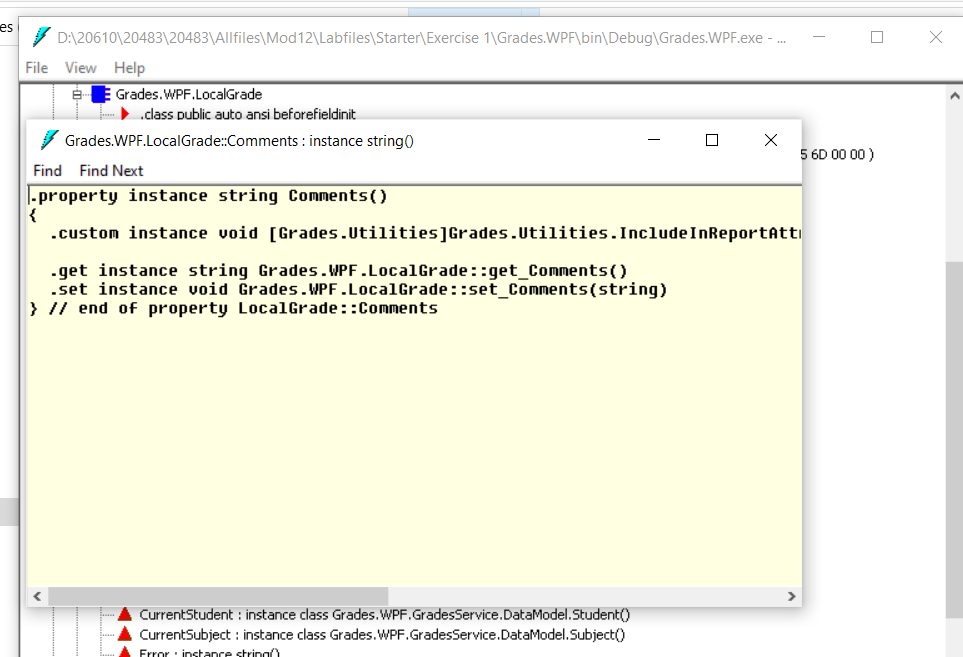 es
D:\20610\20483\20483\Allfiles\Mod12\Labfiles\Starter\Exercise 1\Grades.WPF\bin\Debug\Grades.WPF.exe - ...
File View Help
Grades.WPF.LocalGrade
.class public auto ansi beforefieldinit
5 6D 00 00 )
Grades.WPF.LocalGrade::Comments : instance string()
Find Find Next
.property instance string Comments()
{
.custom instance void [Grades.Utilities]Grades.Utilities.IncludeInReportAtt
.get instance string Grades.WPF.LocalGrade::get_Comments()
.set instance void Grades.WPF.LocalGrade::set_Comments(string)
} // end of property LocalGrade::Comments
CurrentStudent : instance class Grades.WPF.GradesService.DataModel.Student()
CurrentSubject : instance class Grades.WPF.GradesService.DataModel.Subject()
Error : instance string()